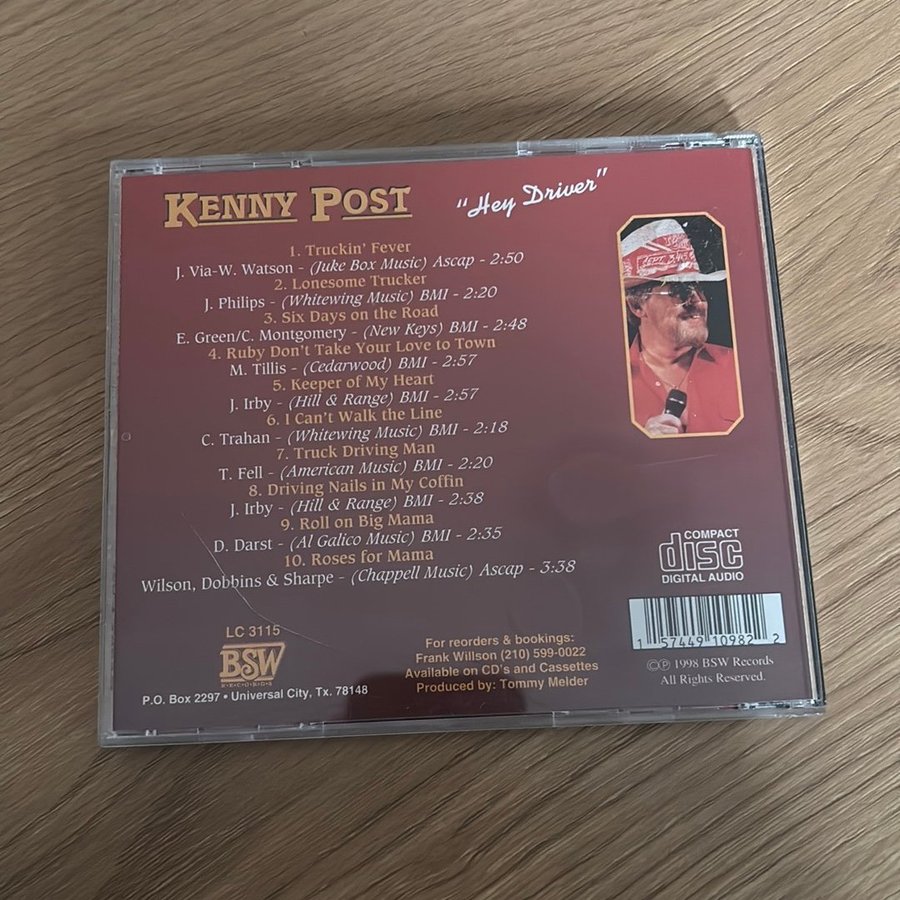 KENNY POST
"Hey Driver"
1. Truckin' Fever
J. Via-W. Watson - (Juke Box Music) Ascap - 2:50
2. Lonesome Trucker
J. Philips - (Whitewing Music) BMI - 2:20
3. Six Days on the Road
E. Green/C. Montgomery - (New Keys) BMI - 2:48
4. Ruby Don't Take Your Love to Town
M. Tillis - (Cedarwood) BMI - 2:57
5. Keeper of My Heart
J. Irby - (Hill & Range) BMI - 2:57
6. I Can't Walk the Line
C. Trahan - (Whitewing Music) BMI - 2:18
7. Truck Driving Man
T. Fell - (American Music) BMI - 2:20
8. Driving Nails in My Coffin
J. Irby - (Hill & Range) BMI - 2:38
9. Roll on Big Mama
D. Darst - (Al Galico Music) BMI - 2:35
10. Roses for Mama
Wilson, Dobbins & Sharpe - (Chappell Music) Ascap - 3:38
LC 3115
BSW
RECORDS
P.O. Box 2297 • Universal City, Tx. 78148
For reorders & bookings:
Frank Willson (210) 599-0022
Available on CD's and Cassettes
Produced by: Tommy Melder
COMPACT
disc
DIGITAL AUDIO
1 57449 10982 2
©℗ 1998 BSW Records
All Rights Reserved.